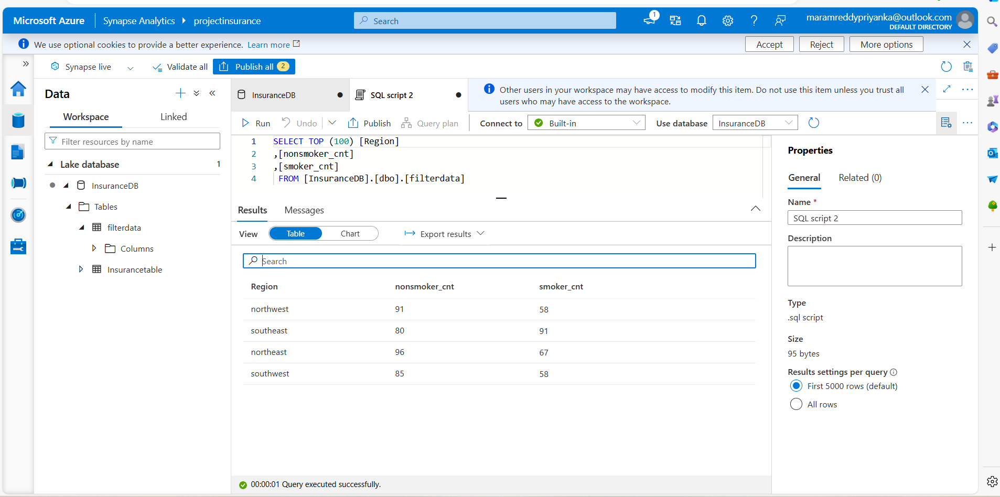 Microsoft Azure
Synapse Analytics
projectinsurance
Search
1
maramreddypriyanka@outlook.com
DEFAULT DIRECTORY
We use optional cookies to provide a better experience. Learn more
Accept
Reject
More options
Synapse live
Validate all
Publish all 2
Data
Workspace
Linked
Filter resources by name
Lake database 1
InsuranceDB
Tables
filterdata
Columns
Insurancetable
InsuranceDB
SQL script 2
Other users in your workspace may have access to modify this item. Do not use this item unless you trust all
users who may have access to the workspace.
Run
Undo
Publish
Query plan
Connect to
Built-in
Use database
InsuranceDB
1 SELECT TOP (100) [Region]
2 ,[nonsmoker_cnt]
3 ,[smoker_cnt]
4 FROM [InsuranceDB].[dbo].[filterdata]
Results
Messages
View
Table
Chart
Export results
Search
Region nonsmoker_cnt smoker_cnt
northwest 91 58
southeast 80 91
northeast 96 67
southwest 85 58
00:00:01 Query executed successfully.
Properties
General
Related (0)
Name *
SQL script 2
Description
Type
.sql script
Size
95 bytes
Results settings per query
First 5000 rows (default)
All rows